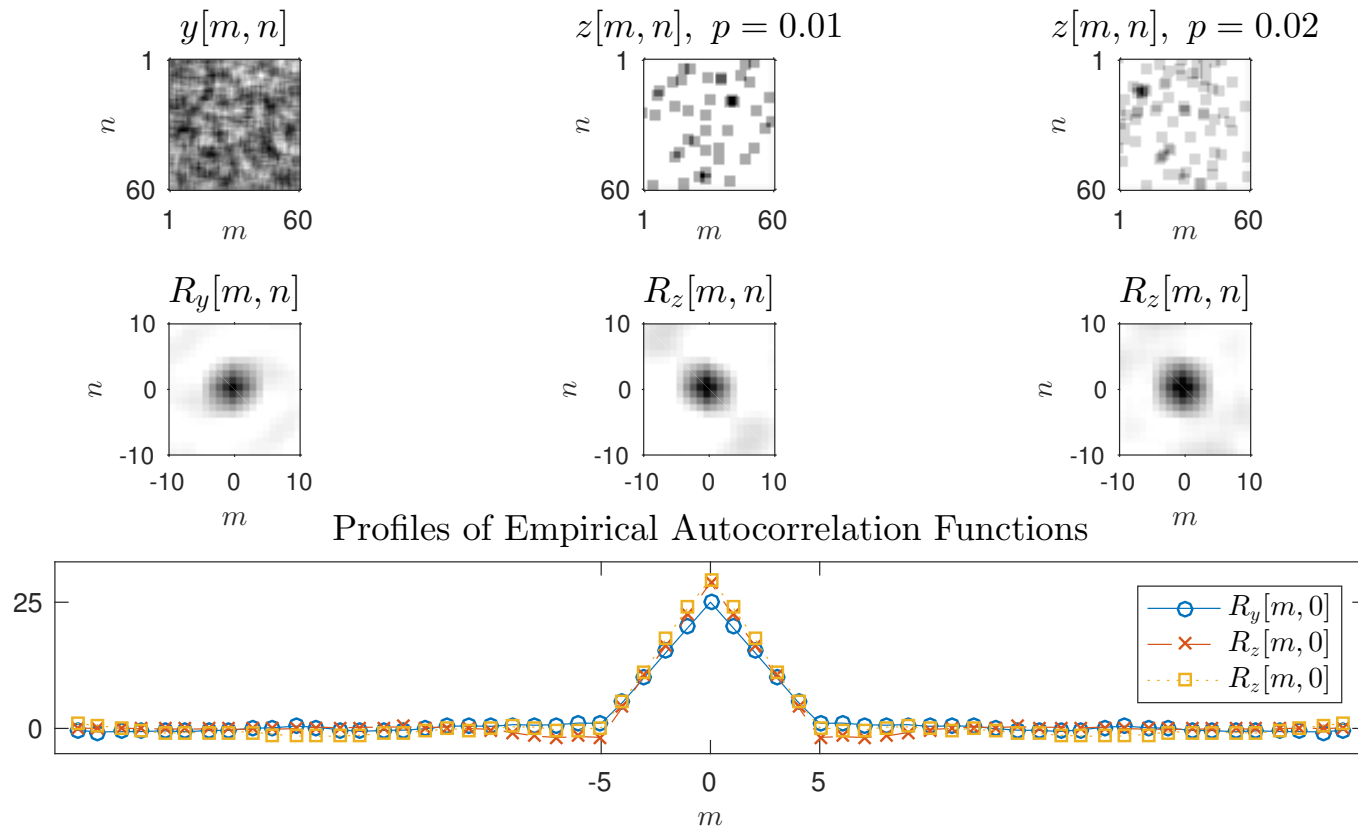 y[m, n]
z[m, n], p = 0.01
z[m, n], p = 0.02
1
n
60
1
60
m
1
n
60
1
60
m
1
n
60
1
60
m
R_y[m, n]
R_z[m, n]
R_z[m, n]
10
n
0
-10
-10
0
10
m
10
n
0
-10
-10
0
10
m
10
n
0
-10
-10
0
10
m
Profiles of Empirical Autocorrelation Functions
25
0
-5
0
5
m
R_y[m, 0]
R_z[m, 0]
R_z[m, 0]